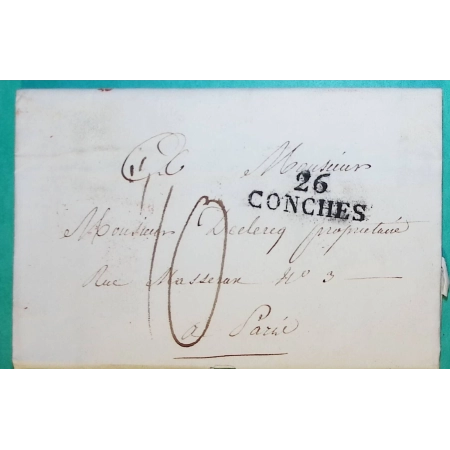 Monsieur
26
CONCHES
Monsieur Declercq propriétaire
Rue Masseran N° 3
10
a Paris